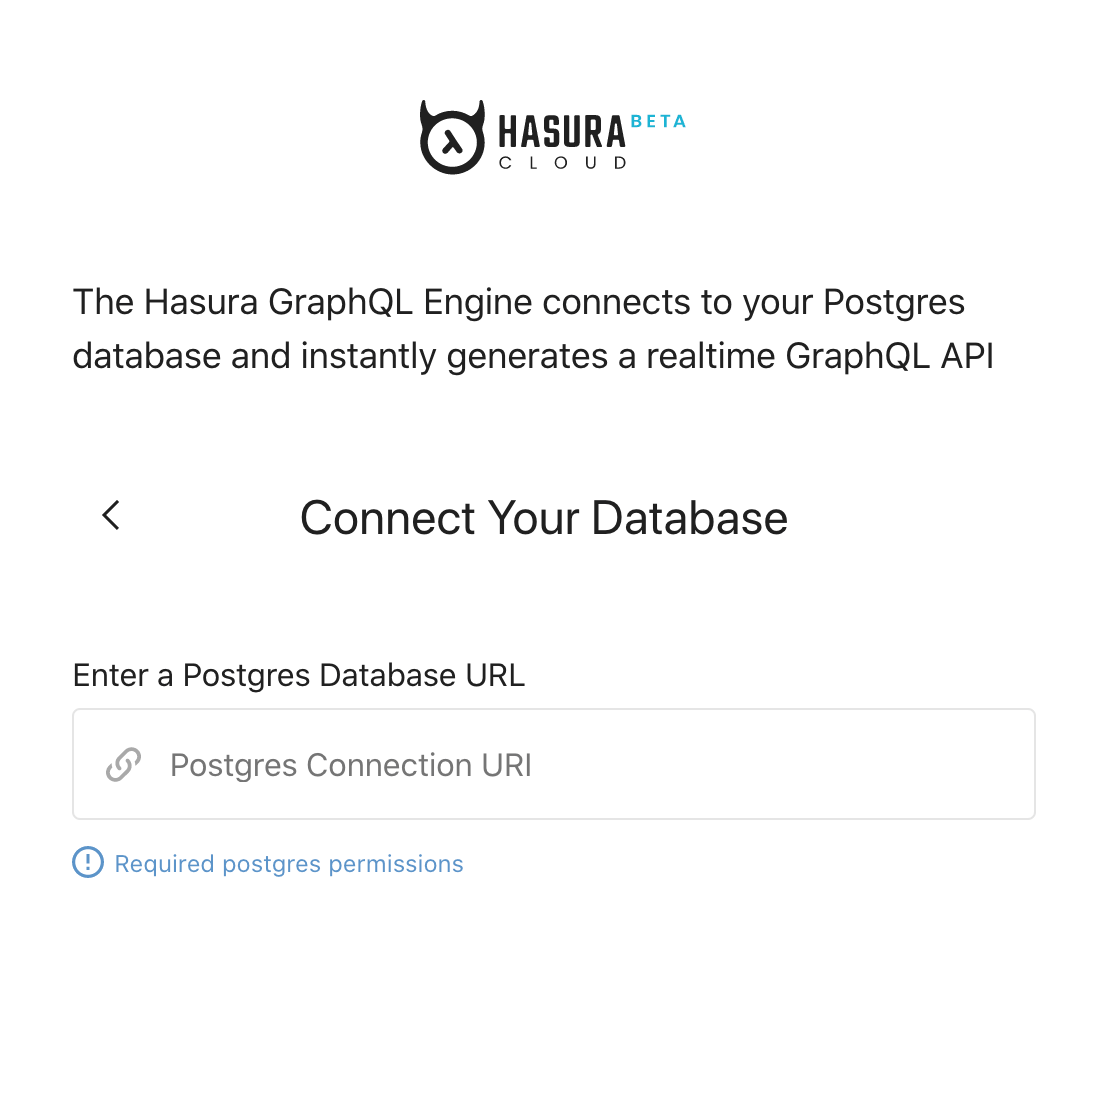 HASURA BETA
CLOUD
The Hasura GraphQL Engine connects to your Postgres
database and instantly generates a realtime GraphQL API
Connect Your Database
Enter a Postgres Database URL
Postgres Connection URI
Required postgres permissions